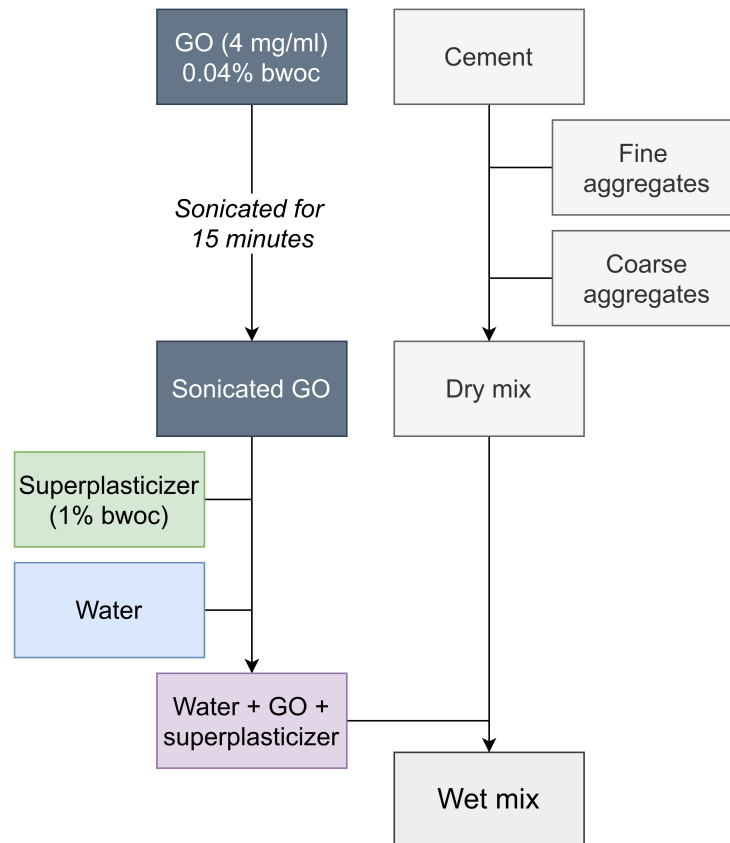 GO (4 mg/ml)
0.04% bwoc
Cement
Fine
aggregates
Sonicated for
15 minutes
Coarse
aggregates
Sonicated GO
Dry mix
Superplasticizer
(1% bwoc)
Water
Water + GO +
superplasticizer
Wet mix